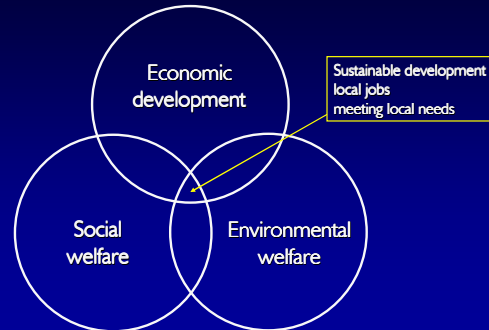 Economic
development
Sustainable development
local jobs
meeting local needs
Social
welfare
Environmental
welfare